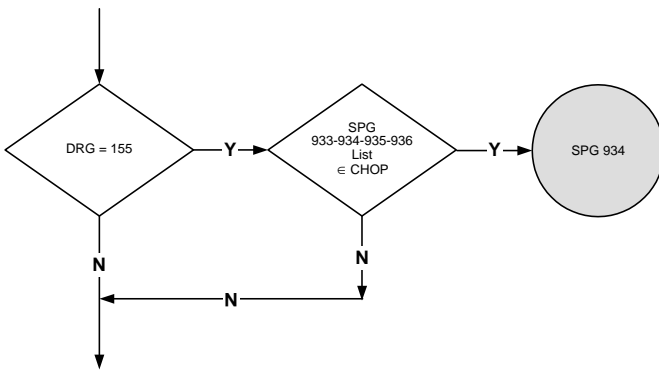 DRG = 155
Y
SPG
933-934-935-936
List
∈ CHOP
Y
SPG 934
N
N
N